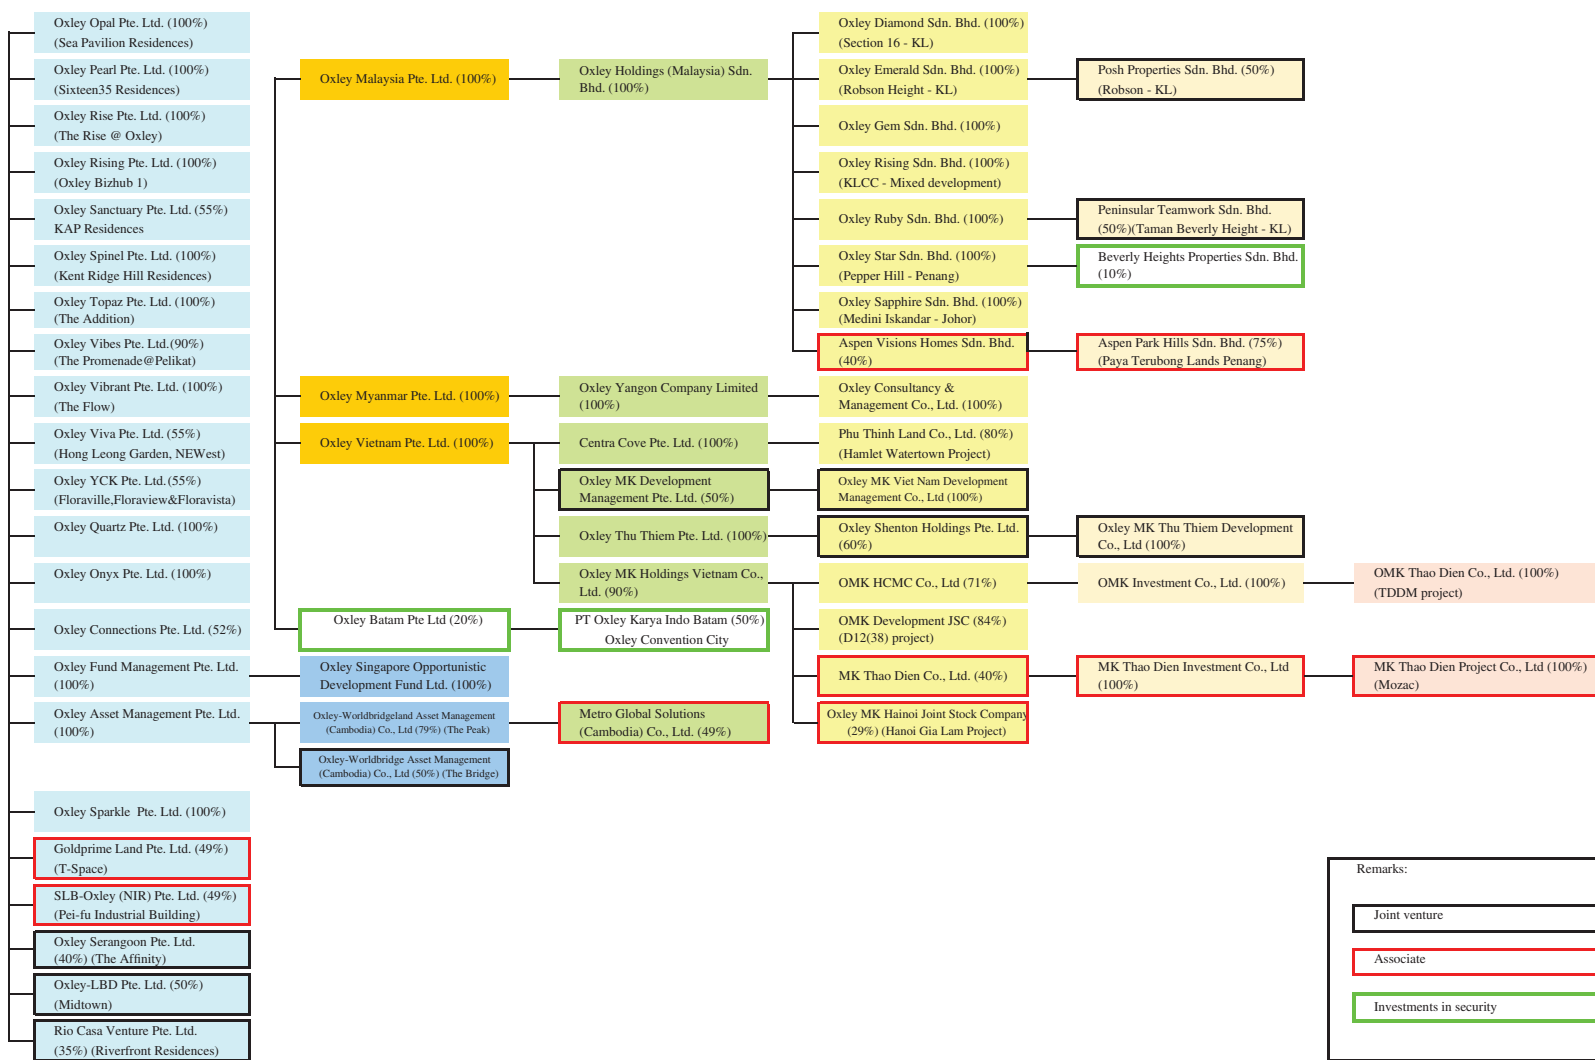 Oxley Opal Pte. Ltd. (100%)
(Sea Pavilion Residences)
Oxley Pearl Pte. Ltd. (100%)
(Sixteen35 Residences)
Oxley Rise Pte. Ltd. (100%)
(The Rise @ Oxley)
Oxley Rising Pte. Ltd. (100%)
(Oxley Bizhub 1)
Oxley Sanctuary Pte. Ltd. (55%)
KAP Residences
Oxley Spinel Pte. Ltd. (100%)
(Kent Ridge Hill Residences)
Oxley Topaz Pte. Ltd. (100%)
(The Addition)
Oxley Vibes Pte. Ltd.(90%)
(The Promenade@Pelikat)
Oxley Vibrant Pte. Ltd. (100%)
(The Flow)
Oxley Viva Pte. Ltd. (55%)
(Hong Leong Garden, NEWest)
Oxley YCK Pte. Ltd.(55%)
(Floraville,Floraview&Floravista)
Oxley Quartz Pte. Ltd. (100%)
Oxley Onyx Pte. Ltd. (100%)
Oxley Connections Pte. Ltd. (52%)
Oxley Fund Management Pte. Ltd.
(100%)
Oxley Asset Management Pte. Ltd.
(100%)
Oxley Sparkle Pte. Ltd. (100%)
Goldprime Land Pte. Ltd. (49%)
(T-Space)
SLB-Oxley (NIR) Pte. Ltd. (49%)
(Pei-fu Industrial Building)
Oxley Serangoon Pte. Ltd.
(40%) (The Affinity)
Oxley-LBD Pte. Ltd. (50%)
(Midtown)
Rio Casa Venture Pte. Ltd.
(35%) (Riverfront Residences)
Oxley Malaysia Pte. Ltd. (100%)
Oxley Myanmar Pte. Ltd. (100%)
Oxley Vietnam Pte. Ltd. (100%)
Oxley Batam Pte Ltd (20%)
Oxley Singapore Opportunistic
Development Fund Ltd. (100%)
Oxley-Worldbridgeland Asset Management
(Cambodia) Co., Ltd (79%) (The Peak)
Oxley-Worldbridge Asset Management
(Cambodia) Co., Ltd (50%) (The Bridge)
Oxley Holdings (Malaysia) Sdn.
Bhd. (100%)
Oxley Yangon Company Limited
(100%)
Centra Cove Pte. Ltd. (100%)
Oxley MK Development
Management Pte. Ltd. (50%)
Oxley Thu Thiem Pte. Ltd. (100%)
Oxley MK Holdings Vietnam Co.,
Ltd. (90%)
PT Oxley Karya Indo Batam (50%)
Oxley Convention City
Metro Global Solutions
(Cambodia) Co., Ltd. (49%)
Oxley Diamond Sdn. Bhd. (100%)
(Section 16 - KL)
Oxley Emerald Sdn. Bhd. (100%)
(Robson Height - KL)
Oxley Gem Sdn. Bhd. (100%)
Oxley Rising Sdn. Bhd. (100%)
(KLCC - Mixed development)
Oxley Ruby Sdn. Bhd. (100%)
Oxley Star Sdn. Bhd. (100%)
(Pepper Hill - Penang)
Oxley Sapphire Sdn. Bhd. (100%)
(Medini Iskandar - Johor)
Aspen Visions Homes Sdn. Bhd.
(40%)
Oxley Consultancy &
Management Co., Ltd. (100%)
Phu Thinh Land Co., Ltd. (80%)
(Hamlet Watertown Project)
Oxley MK Viet Nam Development
Management Co., Ltd (100%)
Oxley Shenton Holdings Pte. Ltd.
(60%)
OMK HCMC Co., Ltd (71%)
OMK Development JSC (84%)
(D12(38) project)
MK Thao Dien Co., Ltd. (40%)
Oxley MK Hainoi Joint Stock Company
(29%) (Hanoi Gia Lam Project)
Posh Properties Sdn. Bhd. (50%)
(Robson - KL)
Peninsular Teamwork Sdn. Bhd.
(50%)(Taman Beverly Height - KL)
Beverly Heights Properties Sdn. Bhd.
(10%)
Aspen Park Hills Sdn. Bhd. (75%)
(Paya Terubong Lands Penang)
Oxley MK Thu Thiem Development
Co., Ltd (100%)
OMK Investment Co., Ltd. (100%)
MK Thao Dien Investment Co., Ltd
(100%)
OMK Thao Dien Co., Ltd. (100%)
(TDDM project)
MK Thao Dien Project Co., Ltd (100%)
(Mozac)
Remarks:
Joint venture
Associate
Investments in security